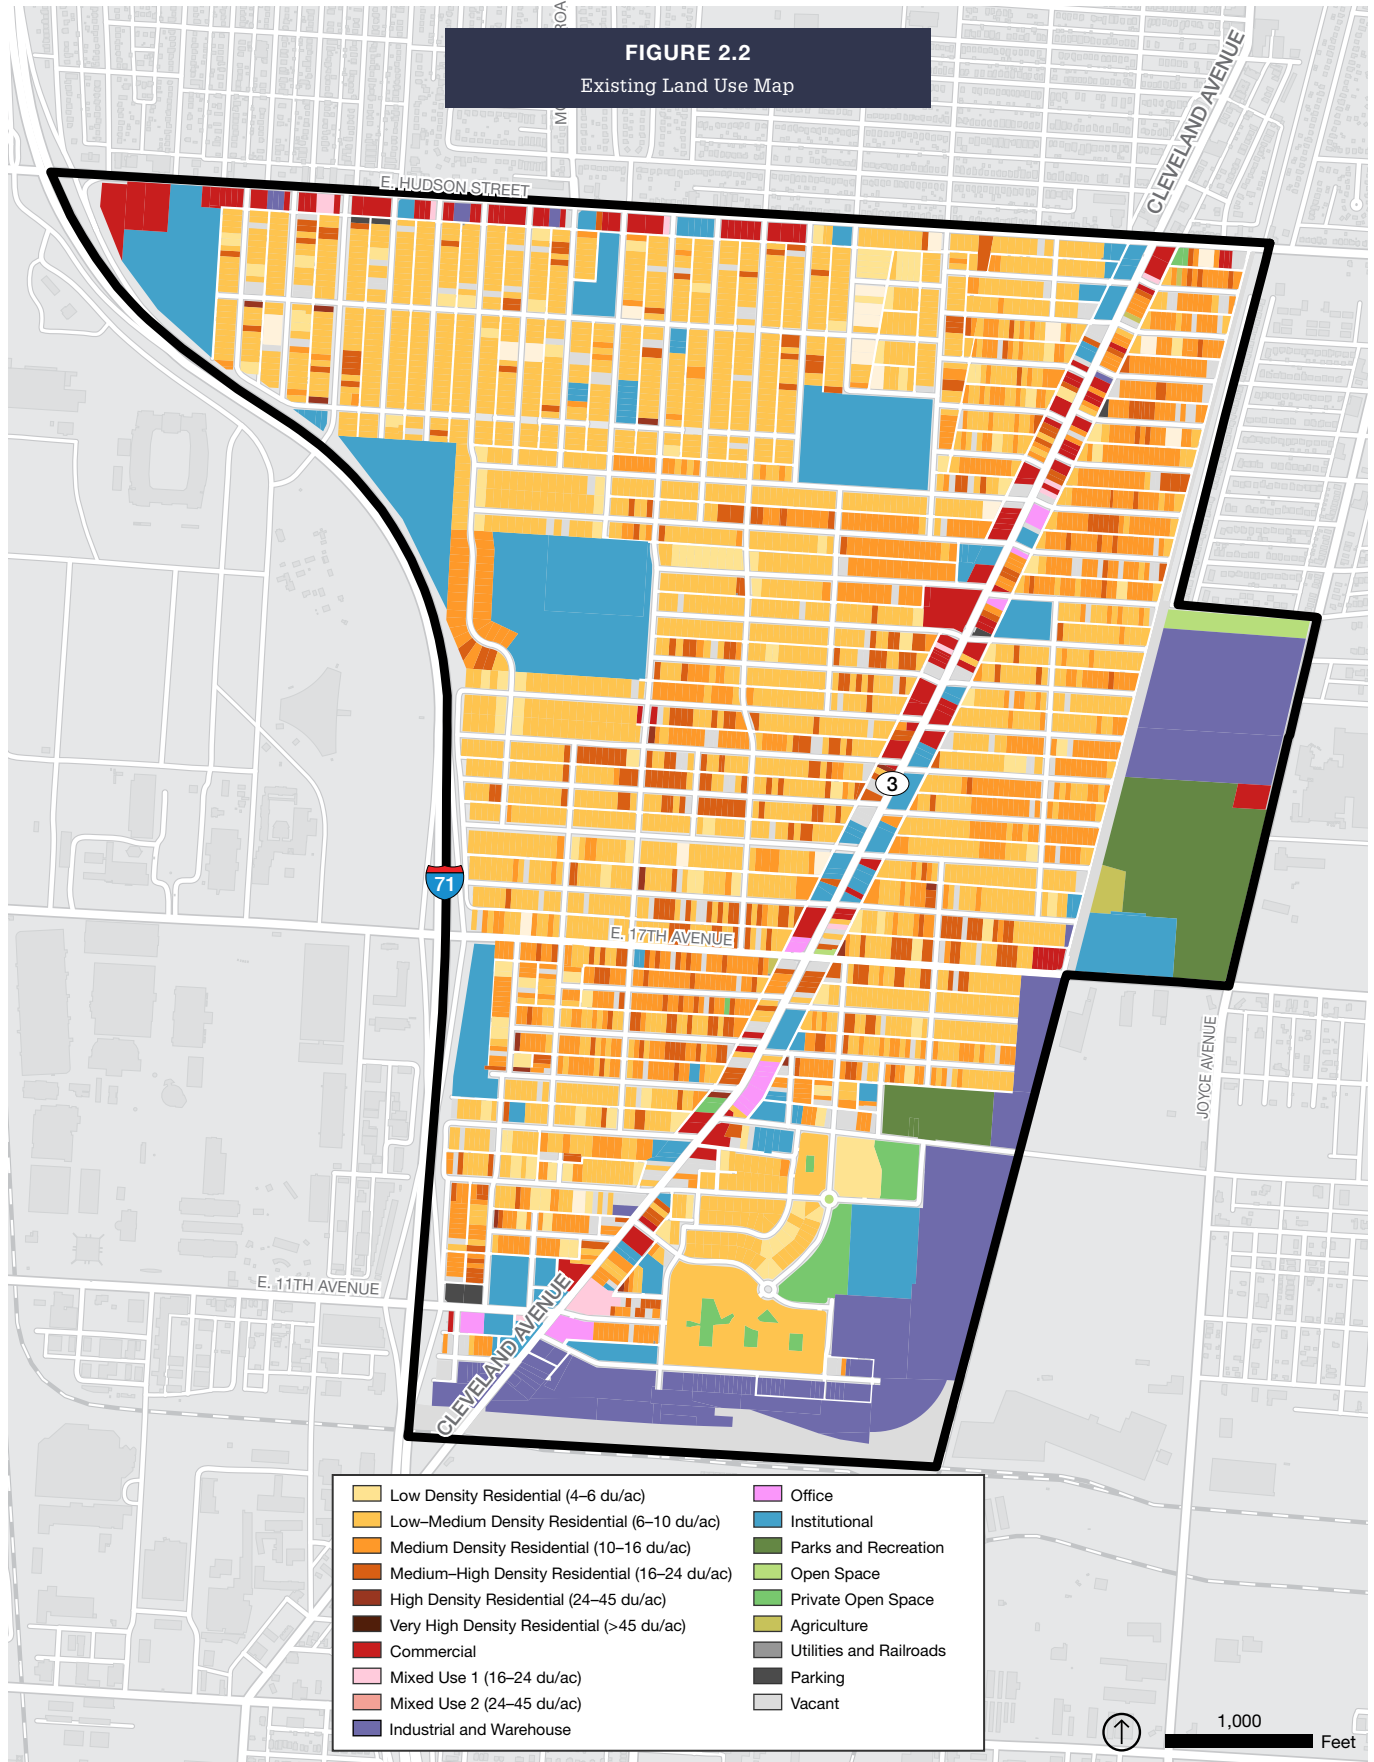 FIGURE 2.2
Existing Land Use Map
CLEVELAND AVENUE
E. HUDSON STREET
3
71
E. 17TH AVENUE
JOYCE AVENUE
E. 11TH AVENUE
CLEVELAND AVENUE
Low Density Residential (4–6 du/ac)
Low–Medium Density Residential (6–10 du/ac)
Medium Density Residential (10–16 du/ac)
Medium–High Density Residential (16–24 du/ac)
High Density Residential (24–45 du/ac)
Very High Density Residential (>45 du/ac)
Commercial
Mixed Use 1 (16–24 du/ac)
Mixed Use 2 (24–45 du/ac)
Industrial and Warehouse
Office
Institutional
Parks and Recreation
Open Space
Private Open Space
Agriculture
Utilities and Railroads
Parking
Vacant
1,000
Feet